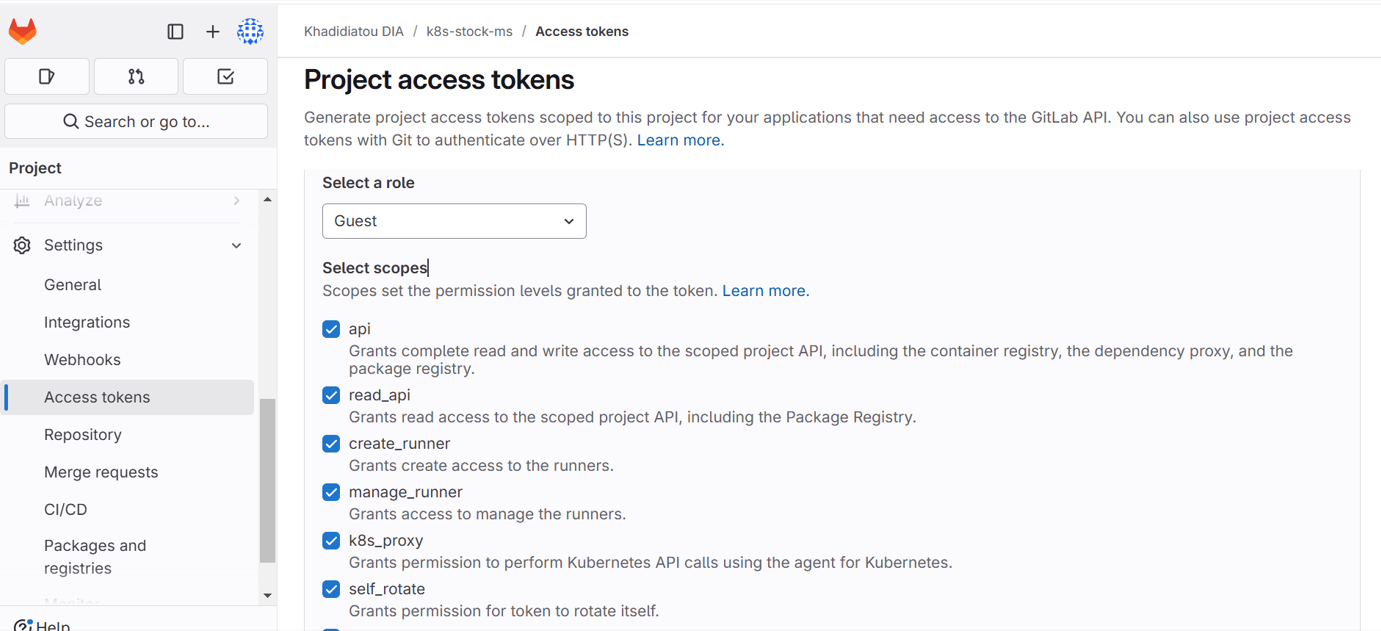 Khadidiatou DIA / k8s-stock-ms / Access tokens
Search or go to...
Project
Analyze
Settings
General
Integrations
Webhooks
Access tokens
Repository
Merge requests
CI/CD
Packages and
registries
Monitor
Help
Project access tokens
Generate project access tokens scoped to this project for your applications that need access to the GitLab API. You can also use project access
tokens with Git to authenticate over HTTP(S). Learn more.
Select a role
Guest
Select scopes
Scopes set the permission levels granted to the token. Learn more.
api
Grants complete read and write access to the scoped project API, including the container registry, the dependency proxy, and the
package registry.
read_api
Grants read access to the scoped project API, including the Package Registry.
create_runner
Grants create access to the runners.
manage_runner
Grants access to manage the runners.
k8s_proxy
Grants permission to perform Kubernetes API calls using the agent for Kubernetes.
self_rotate
Grants permission for token to rotate itself.